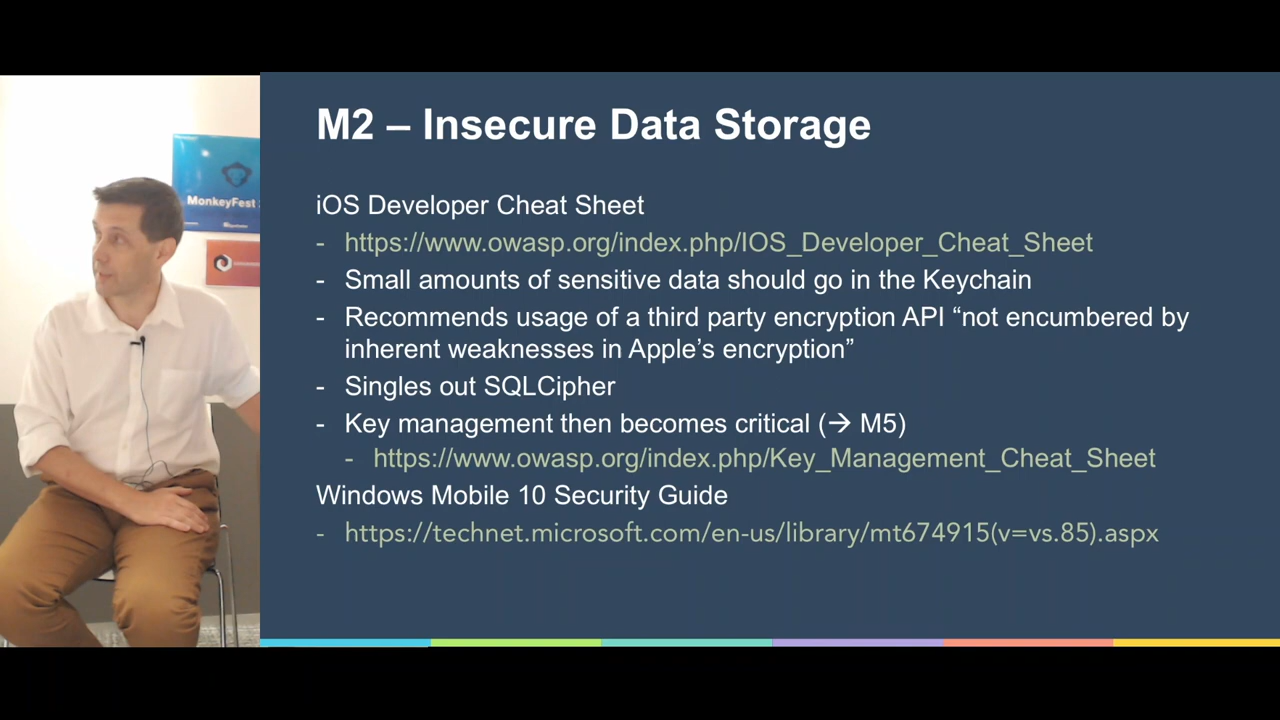 M2 – Insecure Data Storage
iOS Developer Cheat Sheet
- https://www.owasp.org/index.php/IOS_Developer_Cheat_Sheet
- Small amounts of sensitive data should go in the Keychain
- Recommends usage of a third party encryption API “not encumbered by
inherent weaknesses in Apple’s encryption”
- Singles out SQLCipher
- Key management then becomes critical (→ M5)
- https://www.owasp.org/index.php/Key_Management_Cheat_Sheet
Windows Mobile 10 Security Guide
- https://technet.microsoft.com/en-us/library/mt674915(v=vs.85).aspx
MonkeyFest